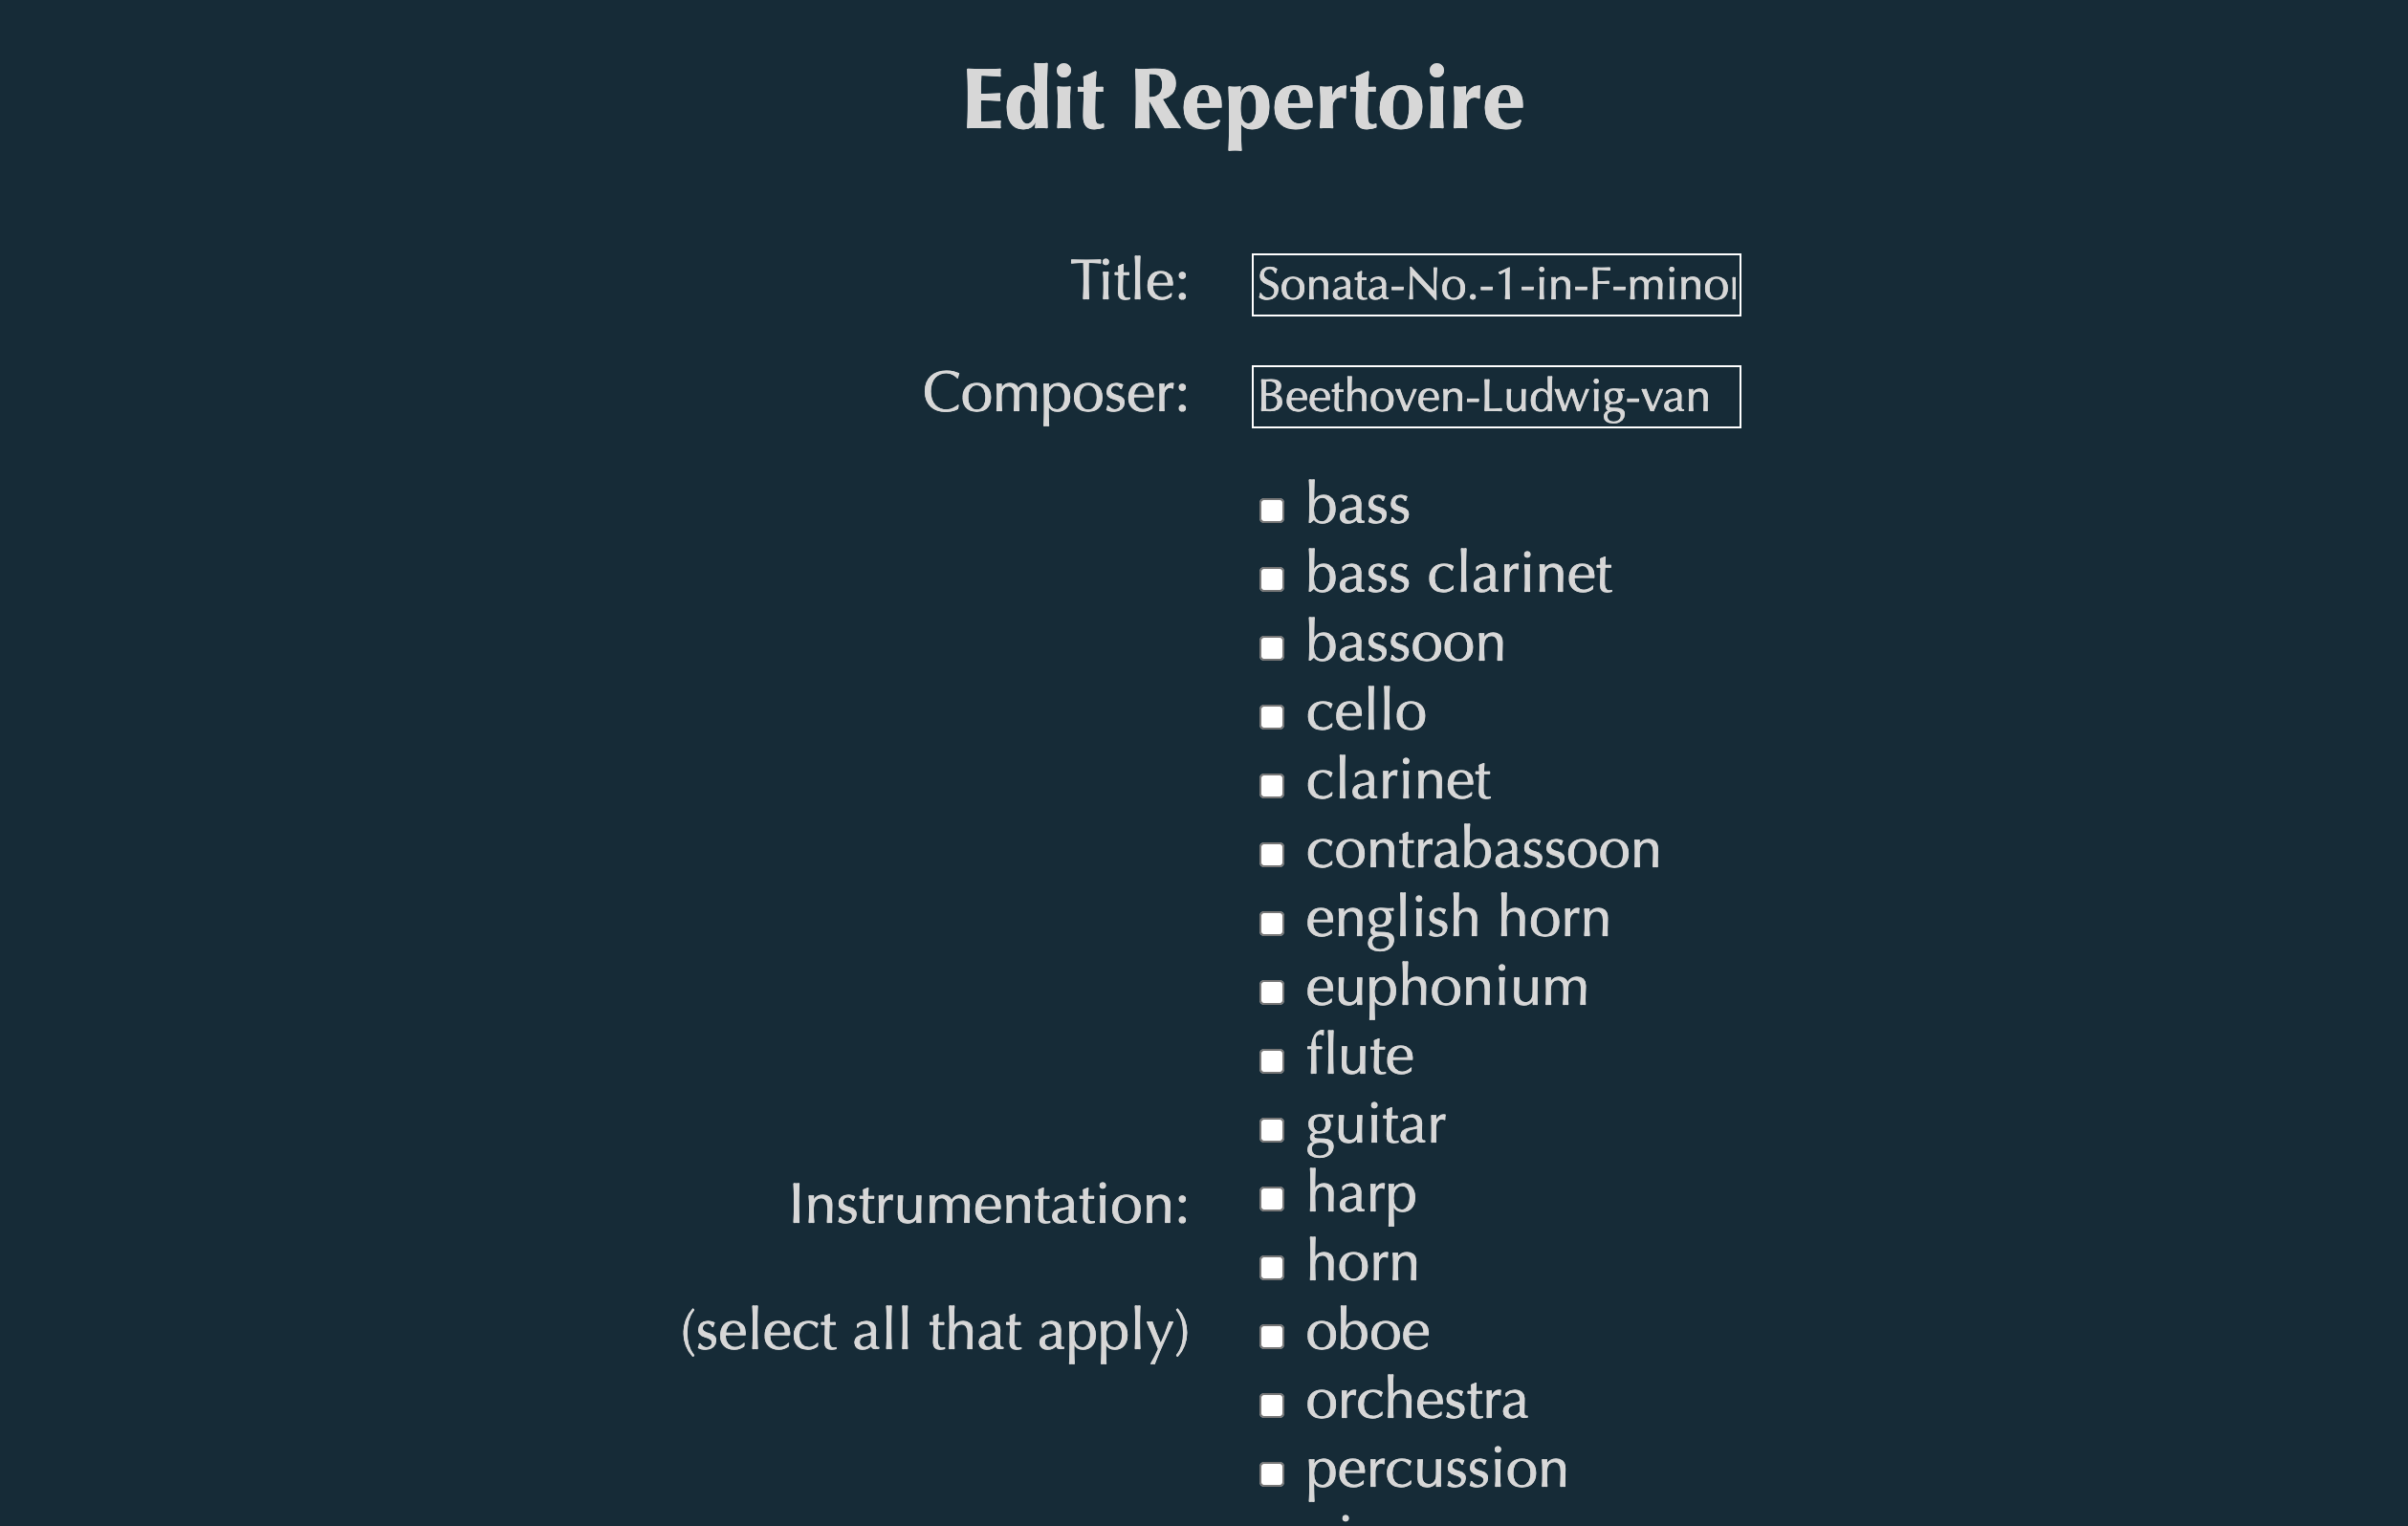 Edit Repertoire
Title: Sonata-No.-1-in-F-mino
Composer: Beethoven-Ludwig-van
bass
bass clarinet
bassoon
cello
clarinet
contrabassoon
english horn
euphonium
flute
guitar
Instrumentation:
harp
horn
(select all that apply)
oboe
orchestra
percussion